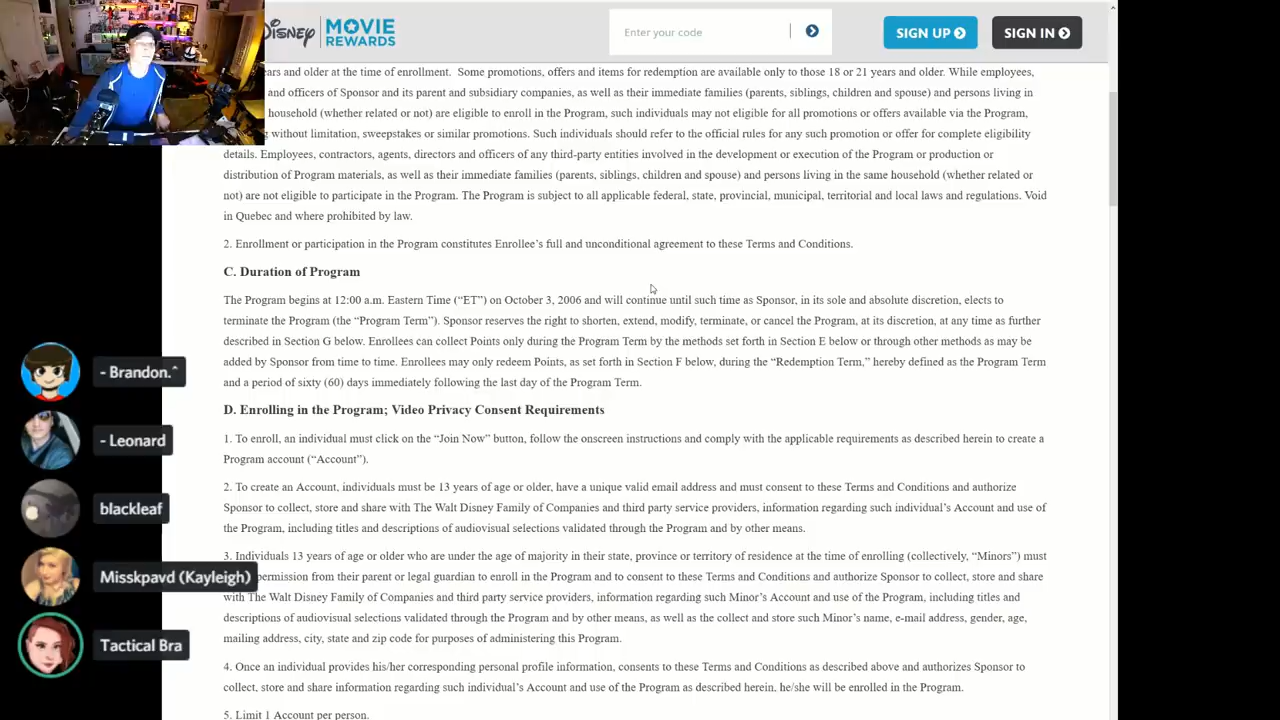 Disney MOVIE REWARDS
Enter your code
SIGN UP
SIGN IN
ears and older at the time of enrollment. Some promotions, offers and items for redemption are available only to those 18 or 21 years and older. While employees,
and officers of Sponsor and its parent and subsidiary companies, as well as their immediate families (parents, siblings, children and spouse) and persons living in
household (whether related or not) are eligible to enroll in the Program, such individuals may not eligible for all promotions or offers available via the Program,
without limitation, sweepstakes or similar promotions. Such individuals should refer to the official rules for any such promotion or offer for complete eligibility
details. Employees, contractors, agents, directors and officers of any third-party entities involved in the development or execution of the Program or production or
distribution of Program materials, as well as their immediate families (parents, siblings, children and spouse) and persons living in the same household (whether related or
not) are not eligible to participate in the Program. The Program is subject to all applicable federal, state, provincial, municipal, territorial and local laws and regulations. Void
in Quebec and where prohibited by law.
2. Enrollment or participation in the Program constitutes Enrollee’s full and unconditional agreement to these Terms and Conditions.
C. Duration of Program
The Program begins at 12:00 a.m. Eastern Time (“ET”) on October 3, 2006 and will continue until such time as Sponsor, in its sole and absolute discretion, elects to
terminate the Program (the “Program Term”). Sponsor reserves the right to shorten, extend, modify, terminate, or cancel the Program, at its discretion, at any time as further
described in Section G below. Enrollees can collect Points only during the Program Term by the methods set forth in Section E below or through other methods as may be
added by Sponsor from time to time. Enrollees may only redeem Points, as set forth in Section F below, during the “Redemption Term,” hereby defined as the Program Term
and a period of sixty (60) days immediately following the last day of the Program Term.
D. Enrolling in the Program; Video Privacy Consent Requirements
1. To enroll, an individual must click on the “Join Now” button, follow the onscreen instructions and comply with the applicable requirements as described herein to create a
Program account (“Account”).
2. To create an Account, individuals must be 13 years of age or older, have a unique valid email address and must consent to these Terms and Conditions and authorize
Sponsor to collect, store and share with The Walt Disney Family of Companies and third party service providers, information regarding such individual’s Account and use of
the Program, including titles and descriptions of audiovisual selections validated through the Program and by other means.
3. Individuals 13 years of age or older who are under the age of majority in their state, province or territory of residence at the time of enrolling (collectively, “Minors”) must
permission from their parent or legal guardian to enroll in the Program and to consent to these Terms and Conditions and authorize Sponsor to collect, store and share
with The Walt Disney Family of Companies and third party service providers, information regarding such Minor’s Account and use of the Program, including titles and
descriptions of audiovisual selections validated through the Program and by other means, as well as the collect and store such Minor’s name, e-mail address, gender, age,
mailing address, city, state and zip code for purposes of administering this Program.
4. Once an individual provides his/her corresponding personal profile information, consents to these Terms and Conditions as described above and authorizes Sponsor to
collect, store and share information regarding such individual’s Account and use of the Program as described herein, he/she will be enrolled in the Program.
5. Limit 1 Account per person.
- Brandon.^
- Leonard
blackleaf
Misskpavd (Kayleigh)
Tactical Bra